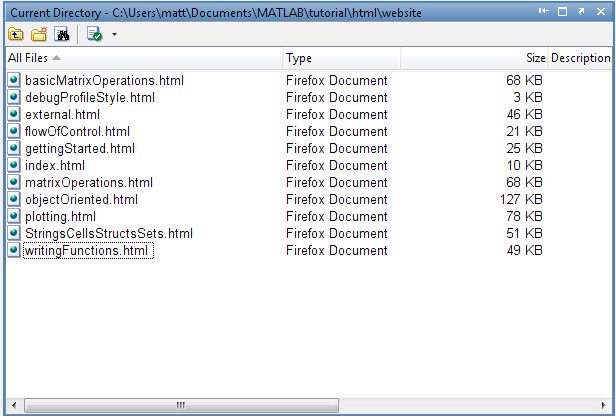 Current Directory - C:\Users\matt\Documents\MATLAB\tutorial\html\website
All Files Type Size Description
basicMatrixOperations.html Firefox Document 68 KB
debugProfileStyle.html Firefox Document 3 KB
external.html Firefox Document 46 KB
flowOfControl.html Firefox Document 21 KB
gettingStarted.html Firefox Document 25 KB
index.html Firefox Document 10 KB
matrixOperations.html Firefox Document 68 KB
objectOriented.html Firefox Document 127 KB
plotting.html Firefox Document 78 KB
StringsCellsStructsSets.html Firefox Document 51 KB
writingFunctions.html Firefox Document 49 KB